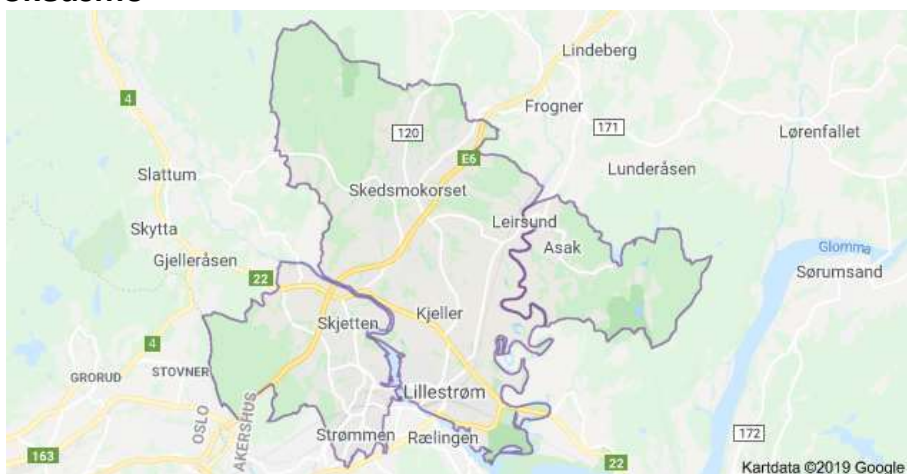 Lindeberg
4
Frogner
171
120
Lørenfallet
E6
Lunderåsen
Slattum
Skedsmokorset
Leirsund
Skytta
Asak
Glomma
Gjelleråsen
Sørumsand
22
Kjeller
Skjetten
4
STOVNER
GRORUD
Lillestrøm
OSLO
AKERSHUS
Strømmen
Rælingen
172
163
22
Kartdata ©2019 Google